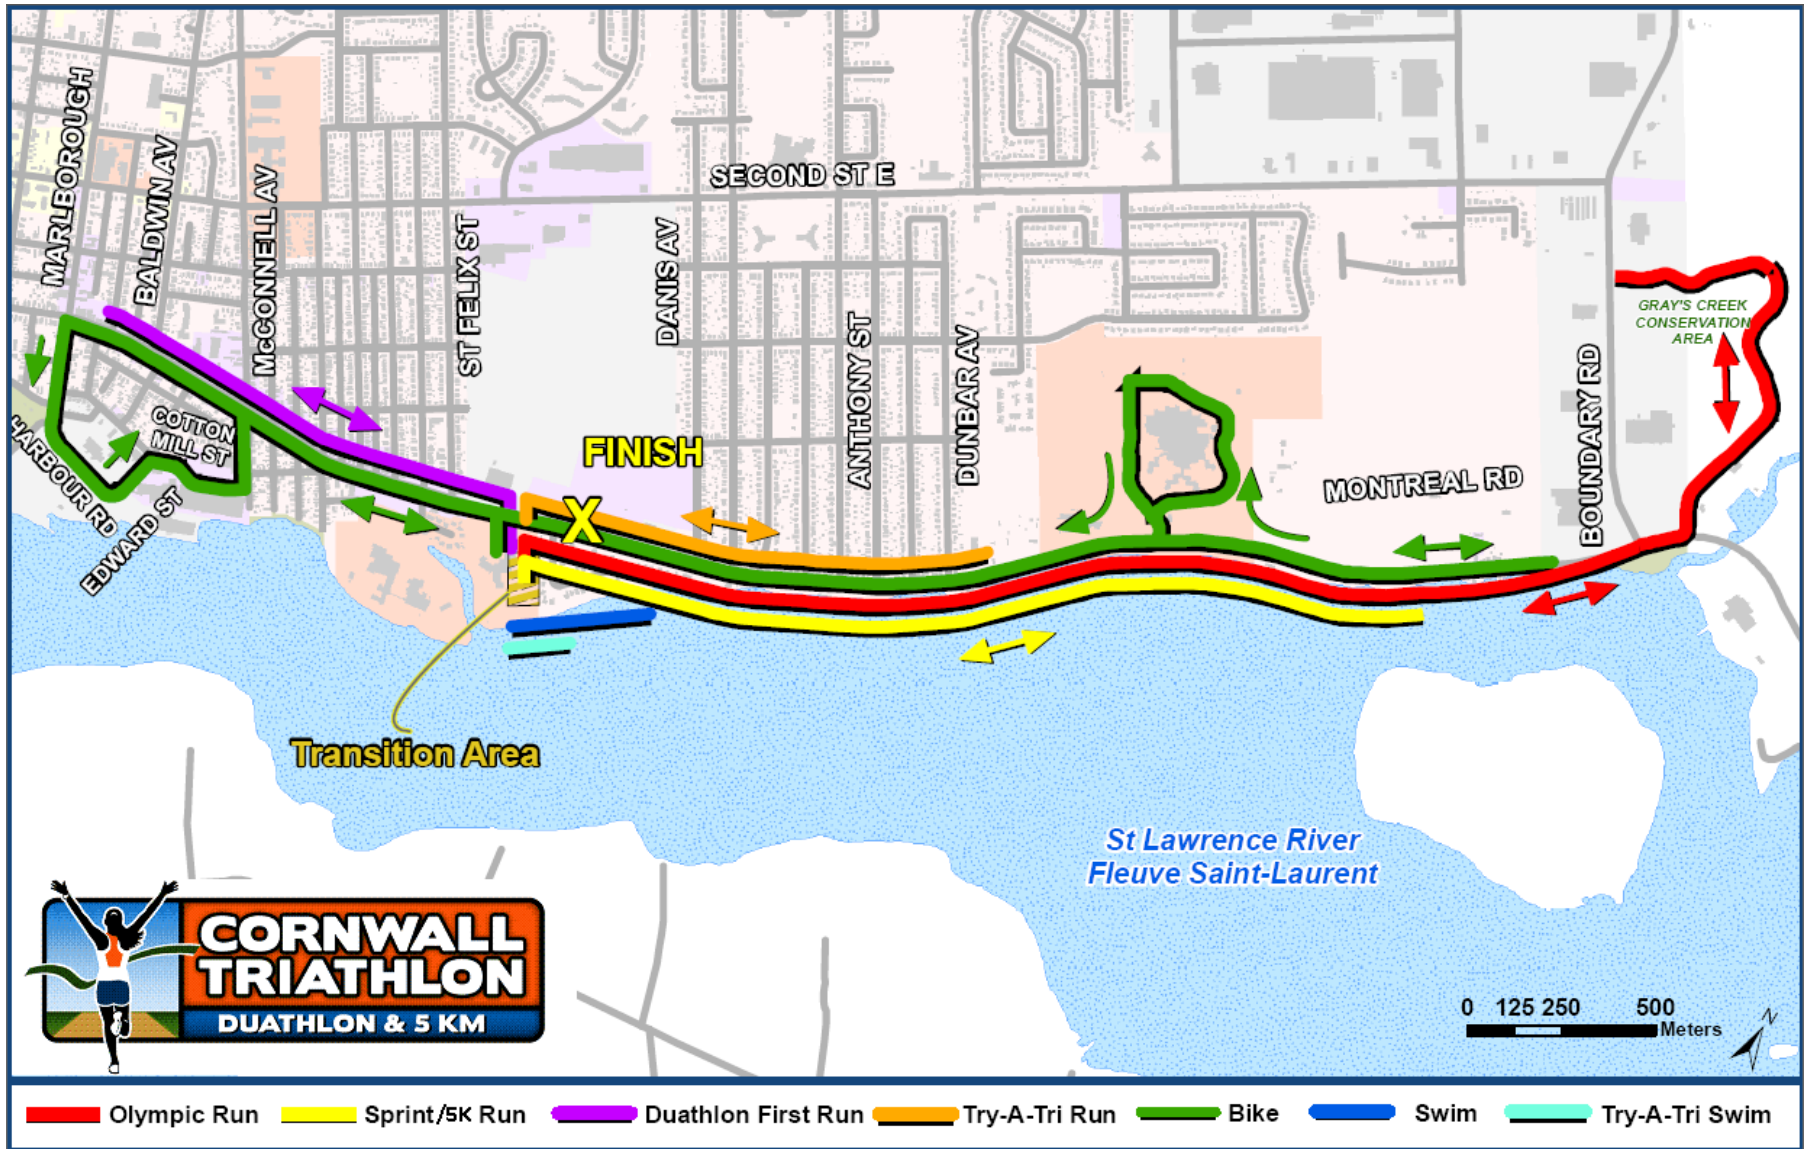 MARLBOROUGH
BALDWIN AV
McCONNELL AV
ST FELIX ST
SECOND ST E
DANIS AV
ANTHONY ST
DUNBAR AV
GRAY'S CREEK
CONSERVATION
AREA
BOUNDARY RD
MONTREAL RD
COTTON
MILL ST
HARBOUR RD
EDWARD ST
FINISH
X
Transition Area
St Lawrence River
Fleuve Saint-Laurent
CORNWALL
TRIATHLON
DUATHLON & 5 KM
0 125 250 500
Meters
N
Olympic Run Sprint/5K Run Duathlon First Run Try-A-Tri Run Bike Swim Try-A-Tri Swim